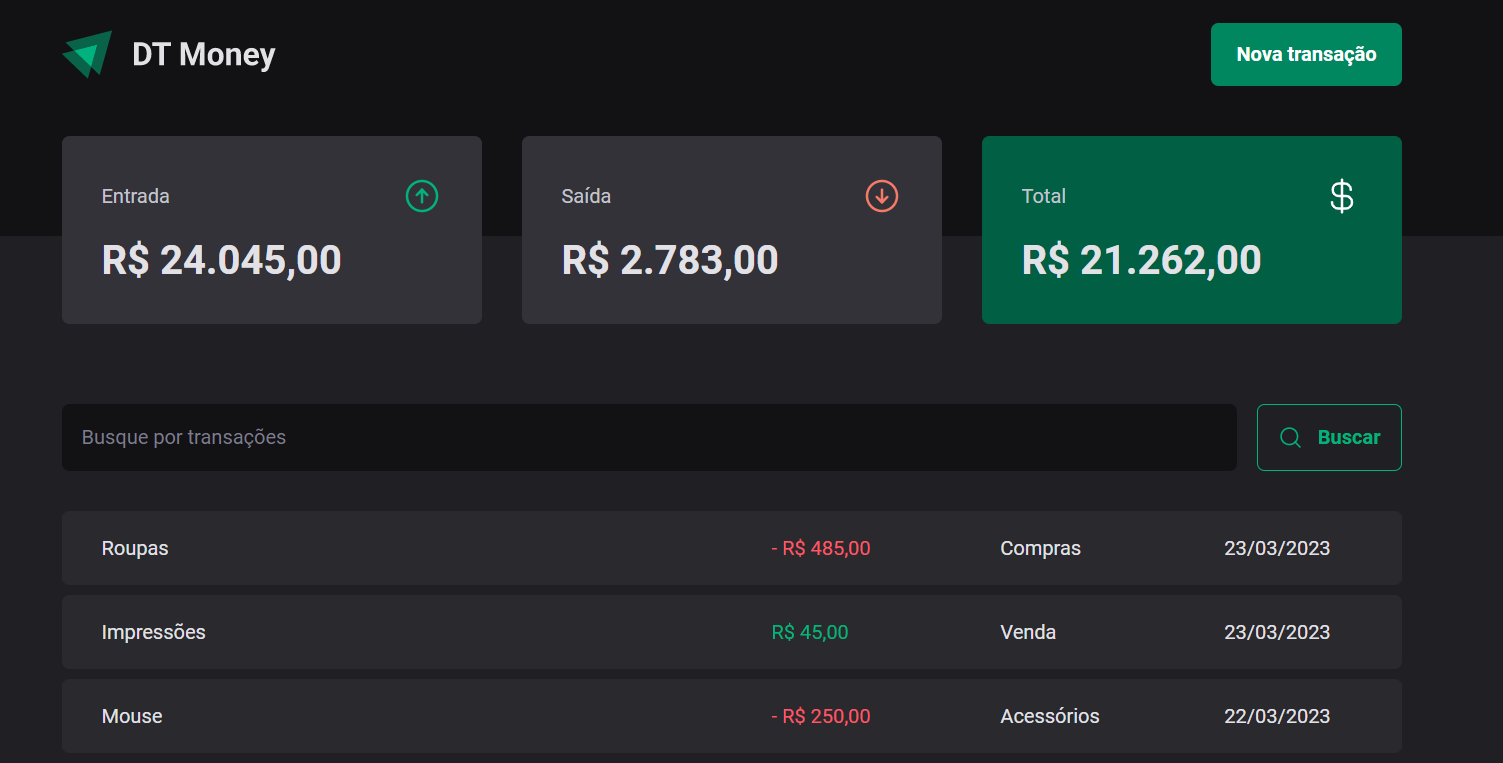 DT Money
Nova transação
Entrada
R$ 24.045,00
Saída
R$ 2.783,00
Total
R$ 21.262,00
Busque por transações
Buscar
Roupas - R$ 485,00 Compras 23/03/2023
Impressões R$ 45,00 Venda 23/03/2023
Mouse - R$ 250,00 Acessórios 22/03/2023